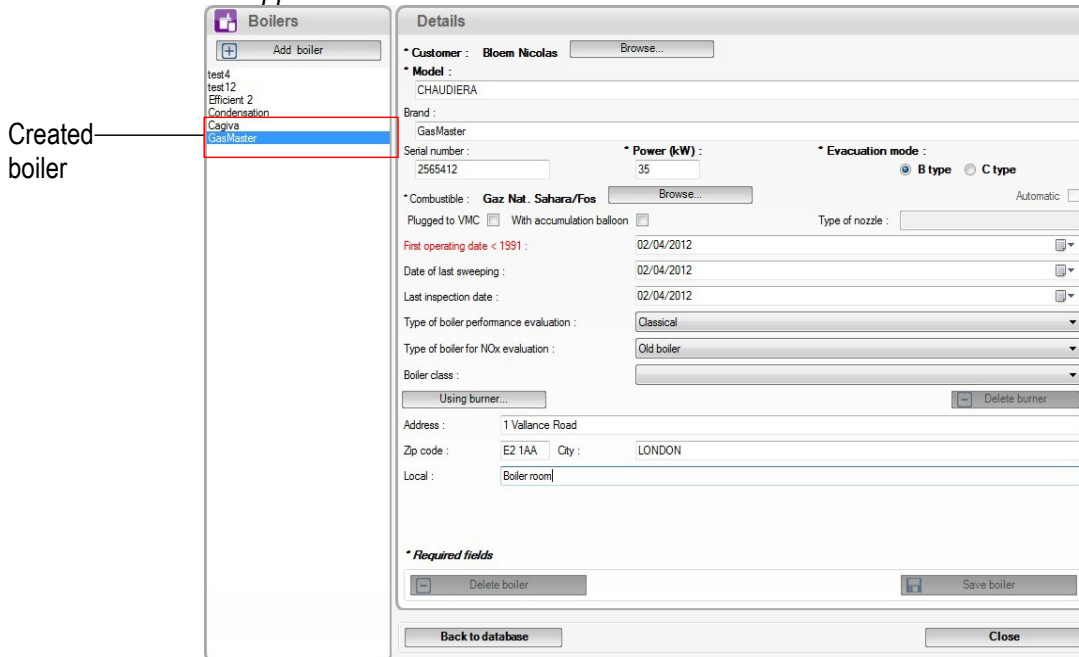 Boilers
Add boiler
test4
test12
Efficient 2
Condensation
Cagiva
GasMaster
Created
boiler
Details
* Customer : Bloem Nicolas Browse...
* Model :
CHAUDIERA
Brand :
GasMaster
Serial number : * Power (kW) : * Evacuation mode :
2565412 35 B type C type
* Combustible : Gaz Nat. Sahara/Fos Browse... Automatic
Plugged to VMC With accumulation balloon Type of nozzle :
First operating date < 1991 : 02/04/2012
Date of last sweeping : 02/04/2012
Last inspection date : 02/04/2012
Type of boiler performance evaluation : Classical
Type of boiler for NOx evaluation : Old boiler
Boiler class :
Using burner... Delete burner
Address : 1 Vallance Road
Zip code : E2 1AA City : LONDON
Local : Boiler room
* Required fields
Delete boiler Save boiler
Back to database Close